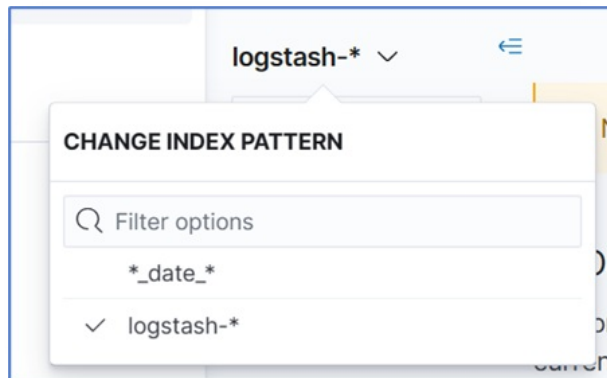 logstash-*
CHANGE INDEX PATTERN
Filter options
*_date_*
logstash-*